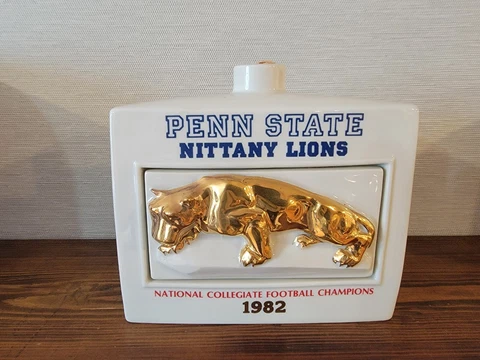 PENN STATE
NITTANY LIONS
NATIONAL COLLEGIATE FOOTBALL CHAMPIONS
1982